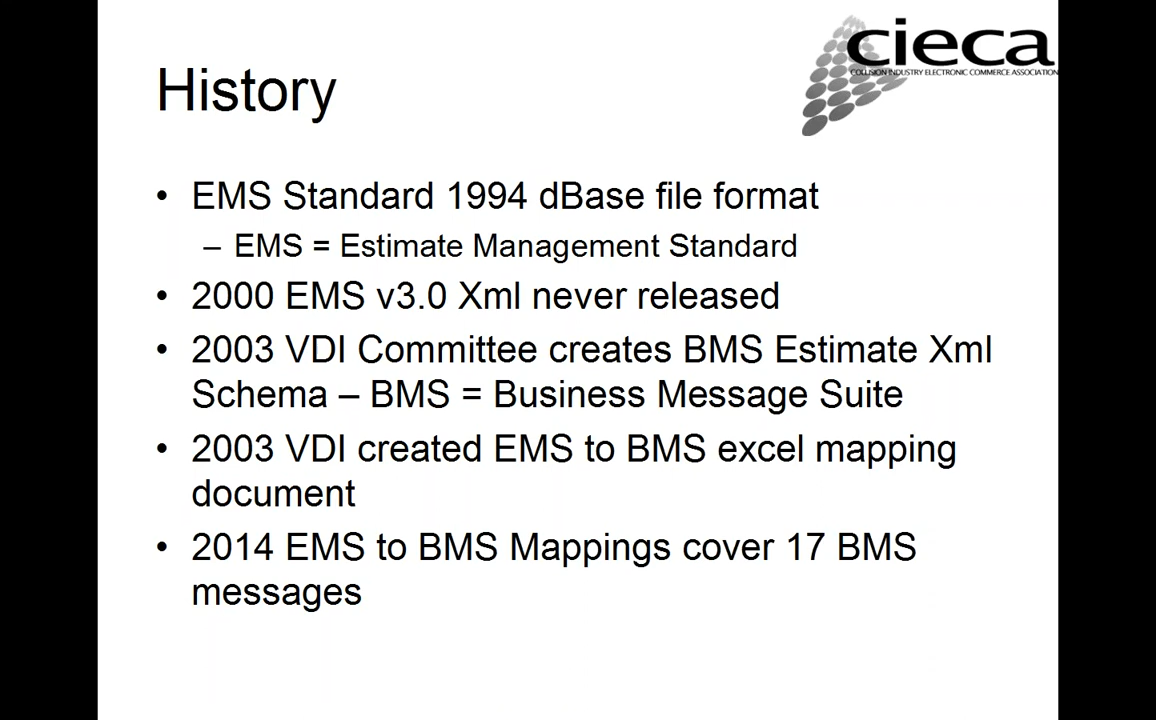 cieca
COLLISION INDUSTRY ELECTRONIC COMMERCE ASSOCIATION
History
• EMS Standard 1994 dBase file format
– EMS = Estimate Management Standard
• 2000 EMS v3.0 Xml never released
• 2003 VDI Committee creates BMS Estimate Xml
Schema – BMS = Business Message Suite
• 2003 VDI created EMS to BMS excel mapping
document
• 2014 EMS to BMS Mappings cover 17 BMS
messages